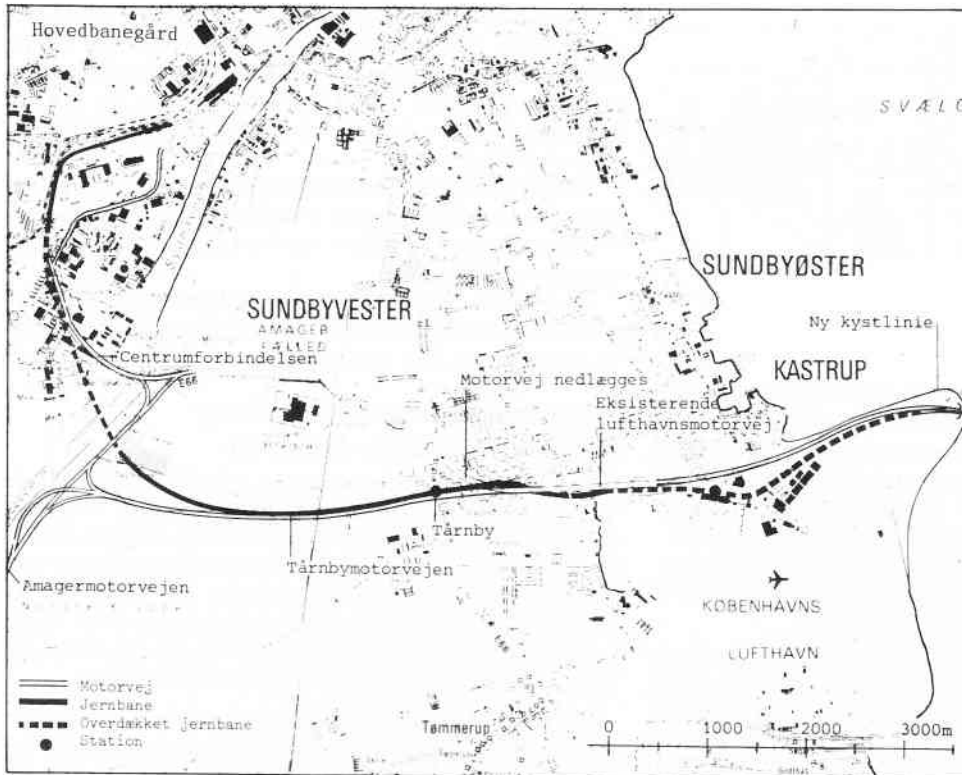 Hovedbanegård
SVÆLG
SUNDBYØSTER
SUNDBYVESTER
AMAGER
FÆLLED
Ny kystlinie
Centrumforbindelsen
E66
KASTRUP
Motorvej nedlægges
Eksisterende
lufthavnsmotorvej
Tårnby
Tårnbymotorvejen
Amagermotorvejen
KØBENHAVNS
LUFTHAVN
E66
Motorvej
Jernbane
Overdækket jernbane
Station
Tømmerup
0 1000 2000 3000m